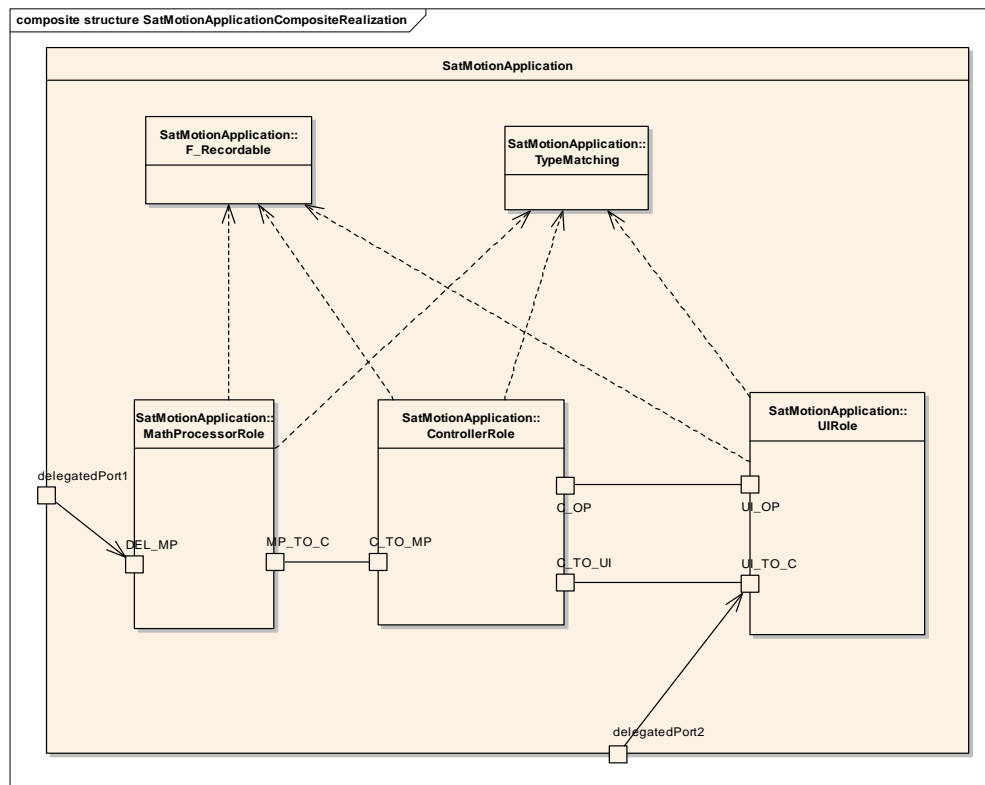 composite structure SatMotionApplicationCompositeRealization
SatMotionApplication
SatMotionApplication::
F_Recordable
SatMotionApplication::
TypeMatching
SatMotionApplication::
MathProcessorRole
SatMotionApplication::
ControllerRole
SatMotionApplication::
UIRole
delegatedPort1
DEL_MP
MP_TO_C
C_TO_MP
C_OP
UI_OP
C_TO_UI
UI_TO_C
delegatedPort2